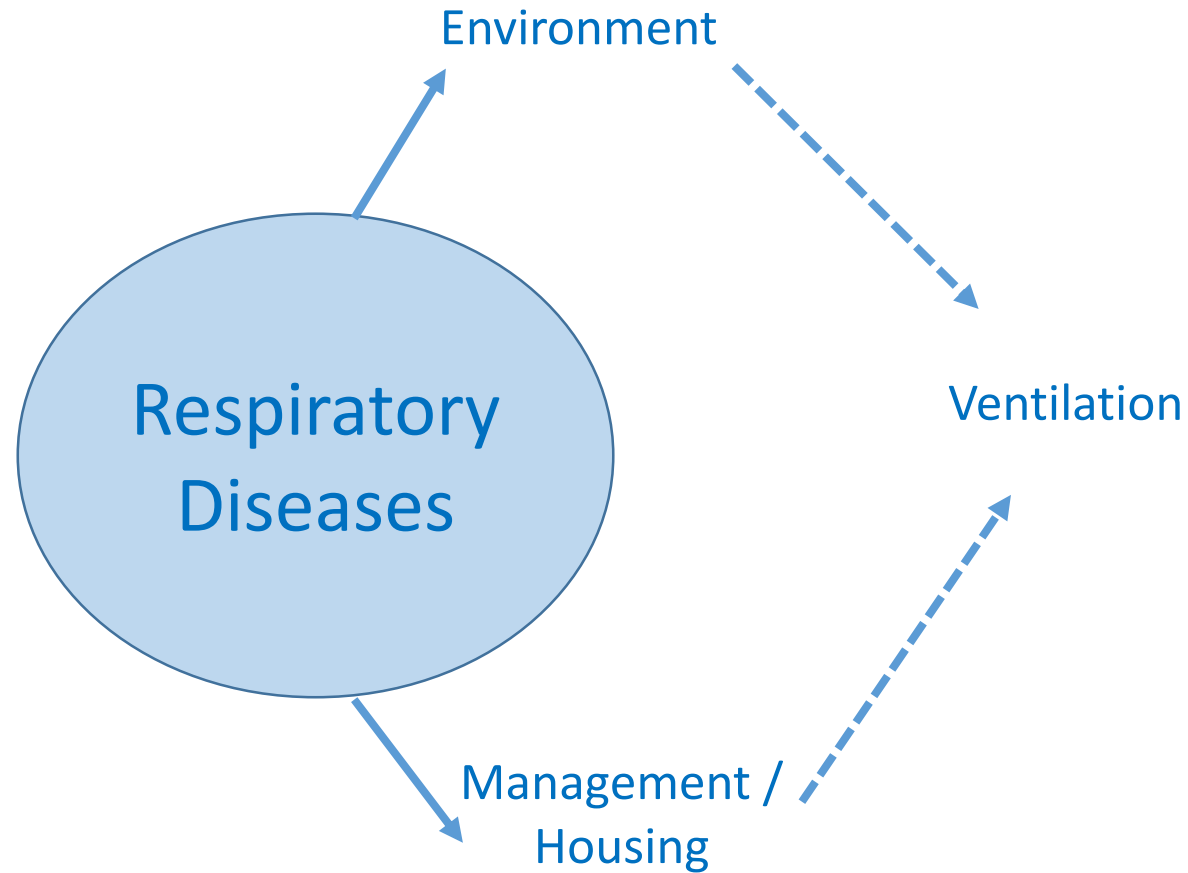 Environment
Respiratory
Diseases
Ventilation
Management /
Housing